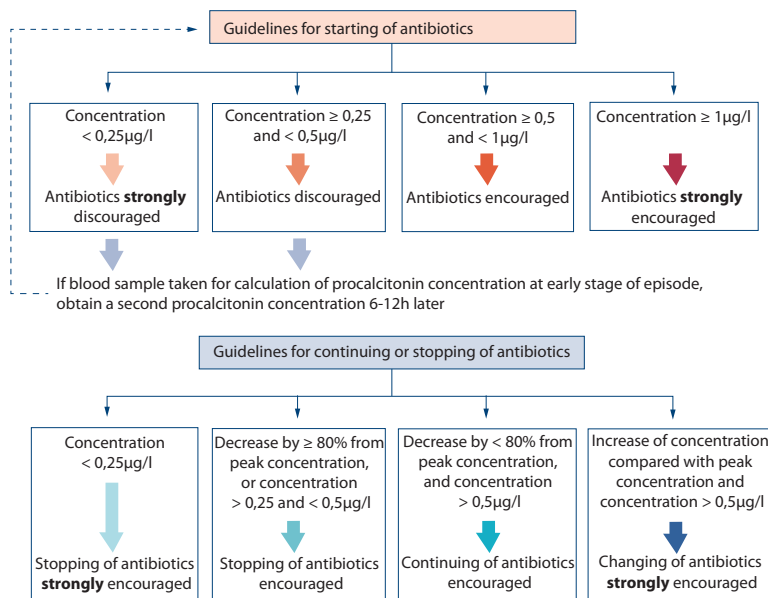 Guidelines for starting of antibiotics
Concentration
< 0,25µg/l
Antibiotics strongly
discouraged
Concentration ≥ 0,25
and < 0,5µg/l
Antibiotics discouraged
Concentration ≥ 0,5
and < 1µg/l
Antibiotics encouraged
Concentration ≥ 1µg/l
Antibiotics strongly
encouraged
If blood sample taken for calculation of procalcitonin concentration at early stage of episode,
obtain a second procalcitonin concentration 6-12h later
Guidelines for continuing or stopping of antibiotics
Concentration
< 0,25µg/l
Stopping of antibiotics
strongly encouraged
Decrease by ≥ 80% from
peak concentration,
or concentration
> 0,25 and < 0,5µg/l
Stopping of antibiotics
encouraged
Decrease by < 80% from
peak concentration,
and concentration
> 0,5µg/l
Continuing of antibiotics
encouraged
Increase of concentration
compared with peak
concentration and
concentration > 0,5µg/l
Changing of antibiotics
strongly encouraged